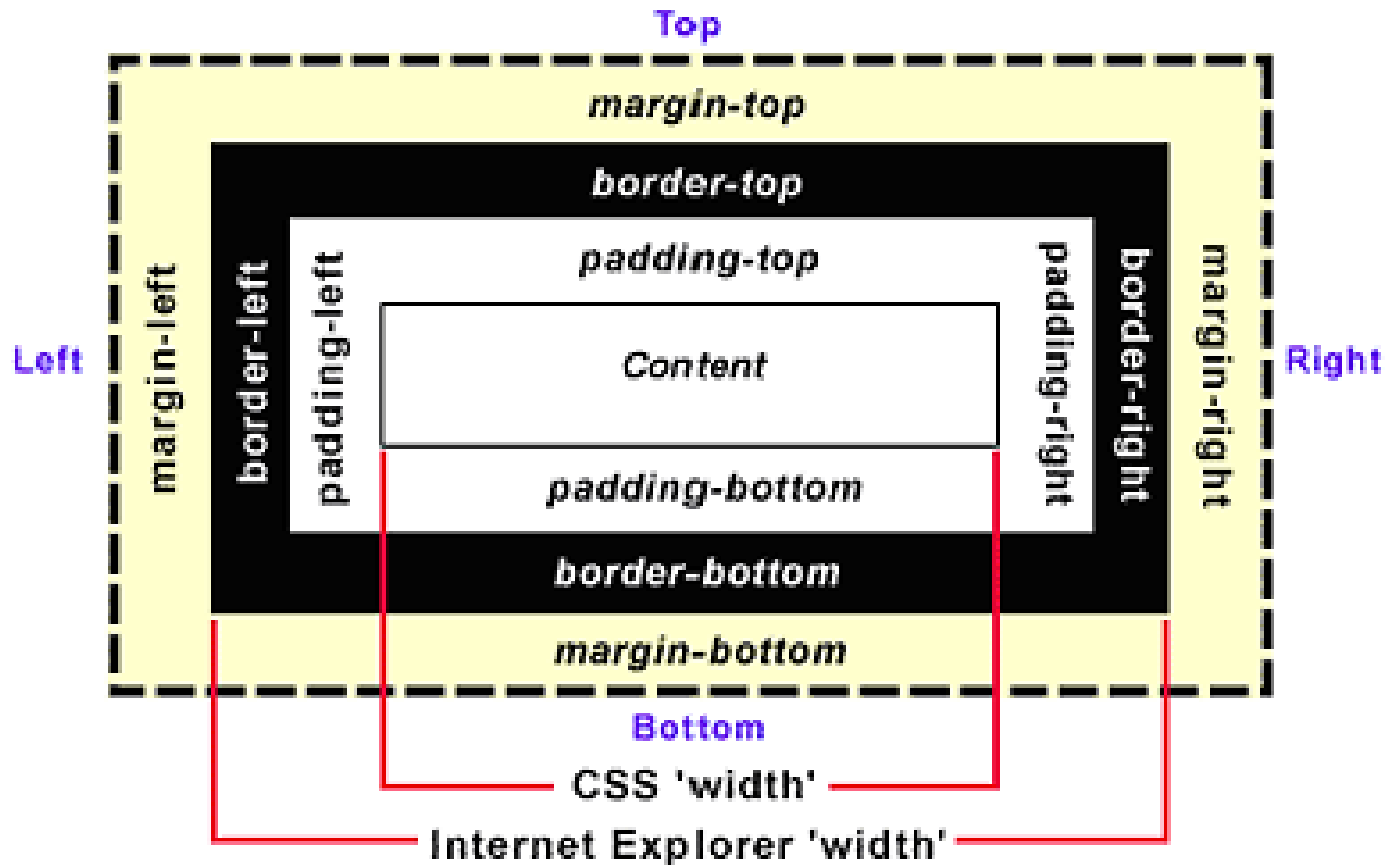 Top
margin-top
border-top
padding-top
Left
margin-left
border-left
padding-left
Content
padding-right
border-right
margin-right
Right
padding-bottom
border-bottom
margin-bottom
Bottom
CSS 'width'
Internet Explorer 'width'